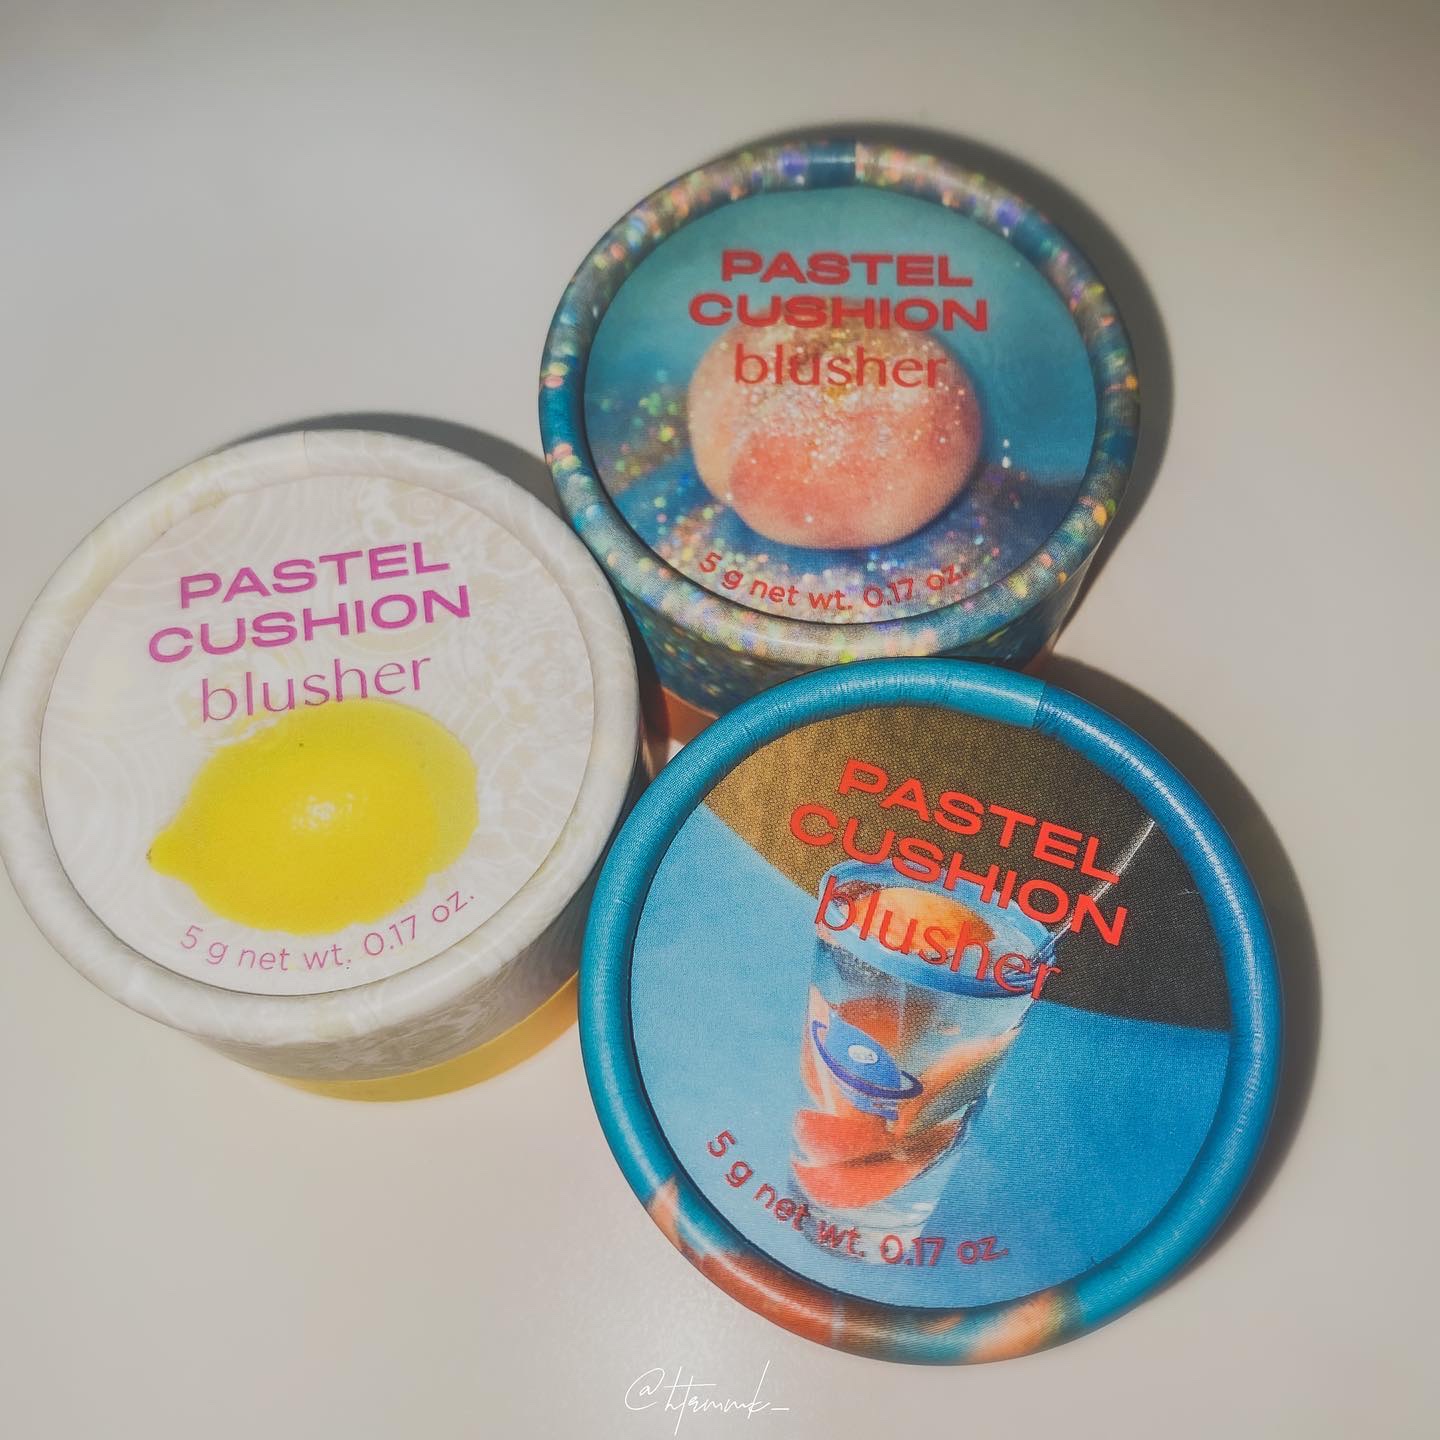 PASTEL
CUSHION
blusher
5 g net wt. 0.17 oz.
PASTEL
CUSHION
blusher
5 g net wt. 0.17 oz.
PASTEL
CUSHION
blusher
5 g net wt. 0.17 oz.